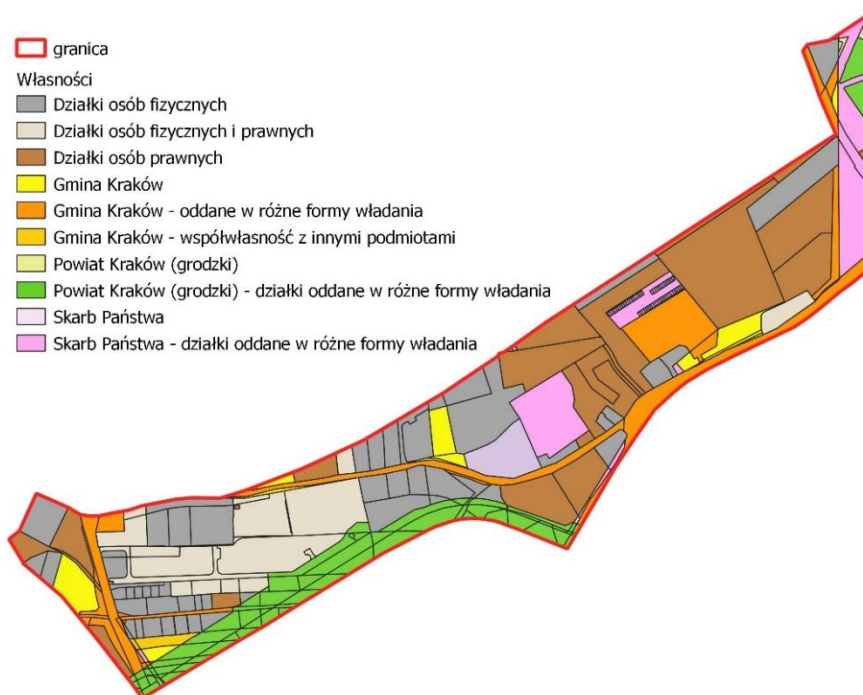 granica
Własności
Działki osób fizycznych
Działki osób fizycznych i prawnych
Działki osób prawnych
Gmina Kraków
Gmina Kraków - oddane w różne formy władania
Gmina Kraków - współwłasność z innymi podmiotami
Powiat Kraków (grodzki)
Powiat Kraków (grodzki) - działki oddane w różne formy władania
Skarb Państwa
Skarb Państwa - działki oddane w różne formy władania